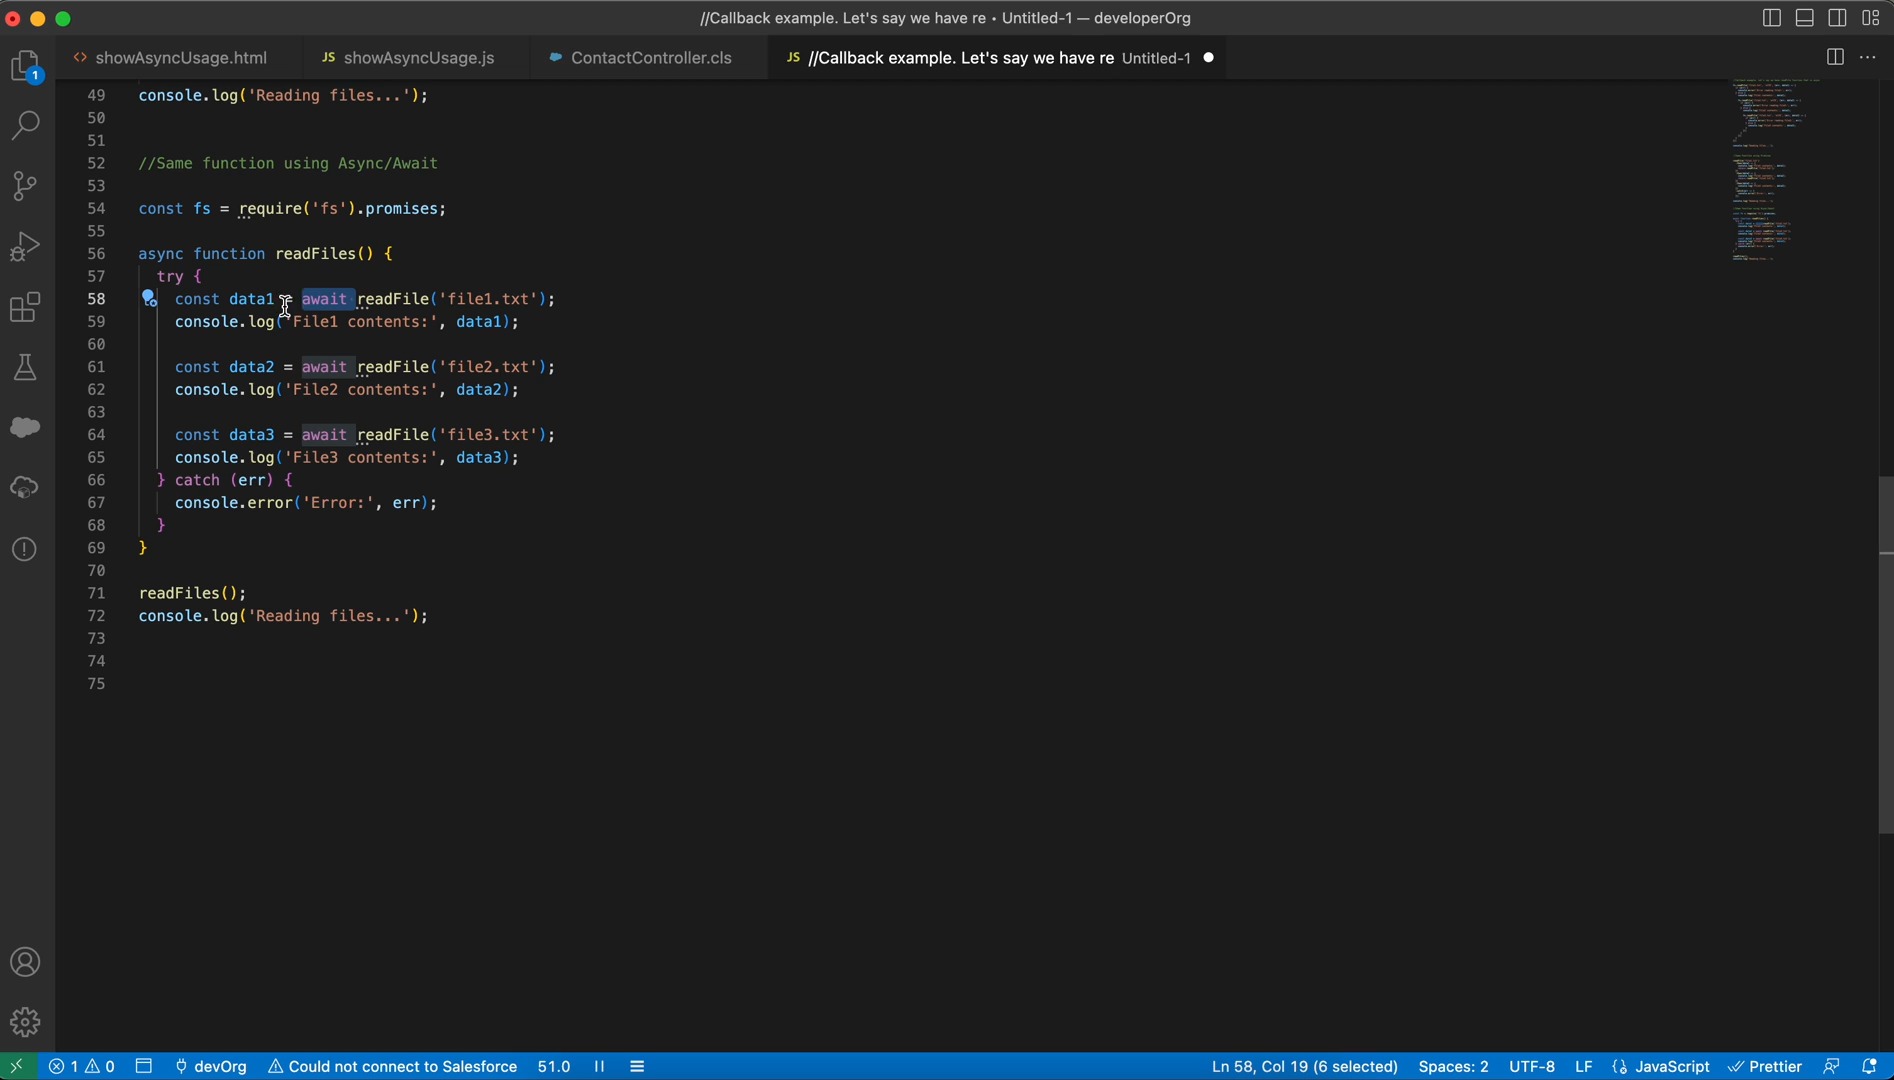 //Callback example. Let's say we have re • Untitled-1 — developerOrg
1
<> showAsyncUsage.html
JS showAsyncUsage.js
ContactController.cls
JS //Callback example. Let's say we have re Untitled-1
49 console.log('Reading files...');
50
51
52 //Same function using Async/Await
53
54 const fs = require('fs').promises;
55
56 async function readFiles() {
57 try {
58 const data1 = await readFile('file1.txt');
59 console.log('File1 contents:', data1);
60
61 const data2 = await readFile('file2.txt');
62 console.log('File2 contents:', data2);
63
64 const data3 = await readFile('file3.txt');
65 console.log('File3 contents:', data3);
66 } catch (err) {
67 console.error('Error:', err);
68 }
69 }
70
71 readFiles();
72 console.log('Reading files...');
73
74
75
1 0 devOrg Could not connect to Salesforce 51.0 Ln 58, Col 19 (6 selected) Spaces: 2 UTF-8 LF {} JavaScript Prettier